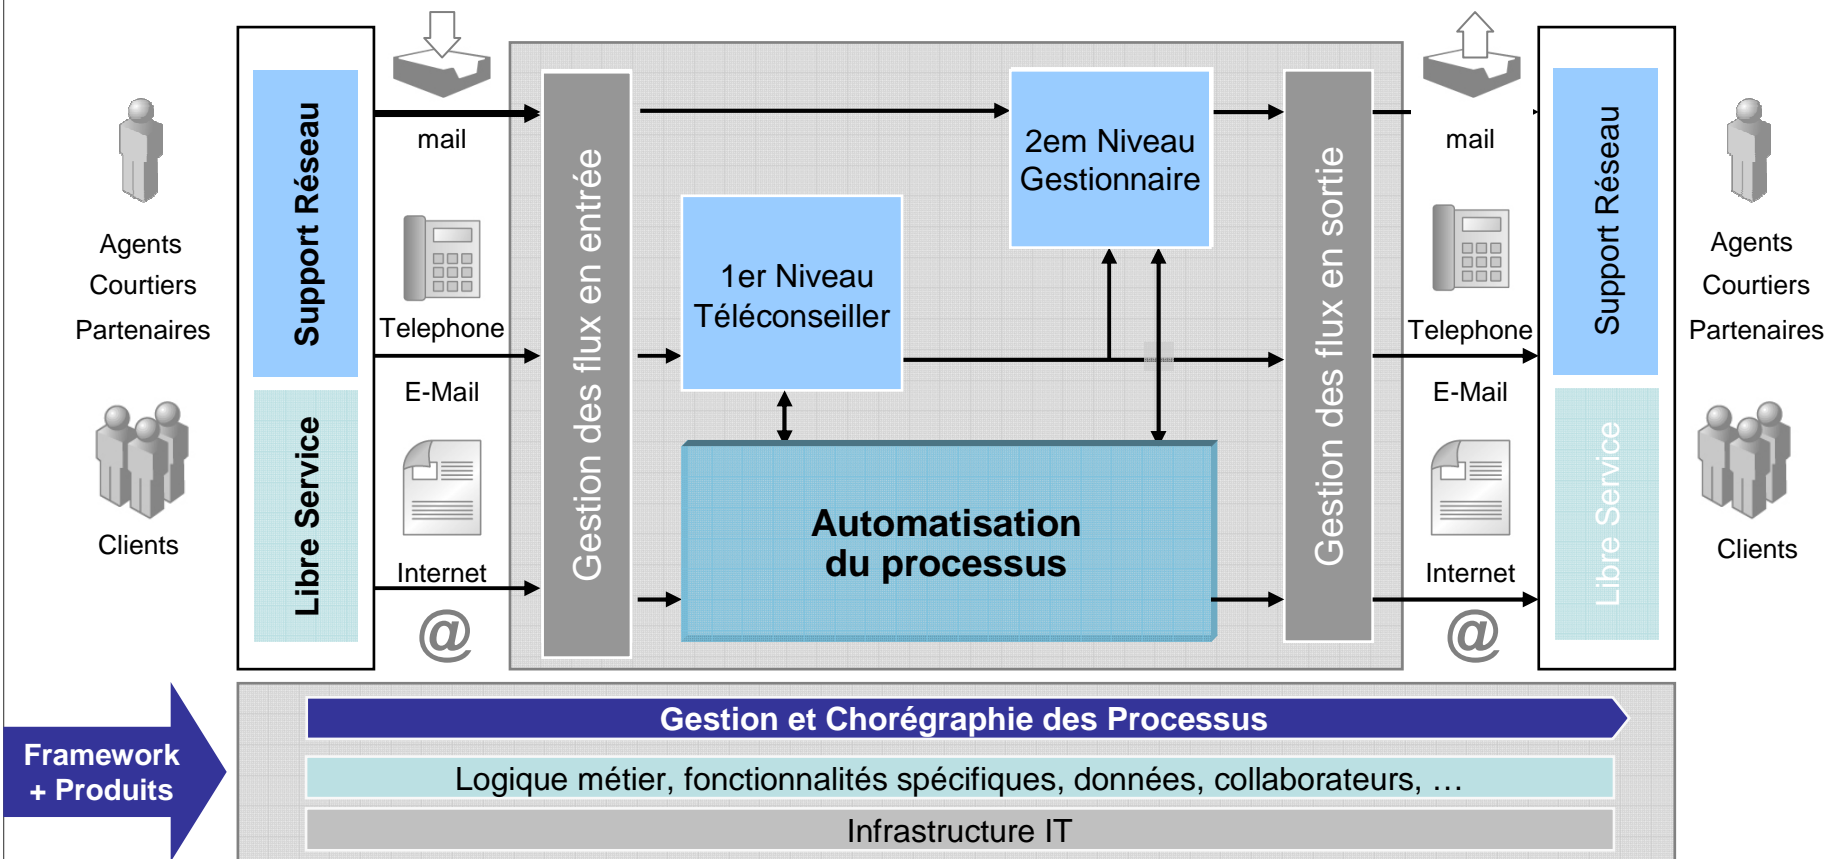 Agents
Courtiers
Partenaires
Clients
Support Réseau
Libre Service
mail
Telephone
E-Mail
Internet
@
Gestion des flux en entrée
1er Niveau
Téléconseiller
2em Niveau
Gestionnaire
Automatisation
du processus
Gestion des flux en sortie
mail
Telephone
E-Mail
Internet
@
Support Réseau
Libre Service
Agents
Courtiers
Partenaires
Clients
Framework
+ Produits
Gestion et Chorégraphie des Processus
Logique métier, fonctionnalités spécifiques, données, collaborateurs, …
Infrastructure IT